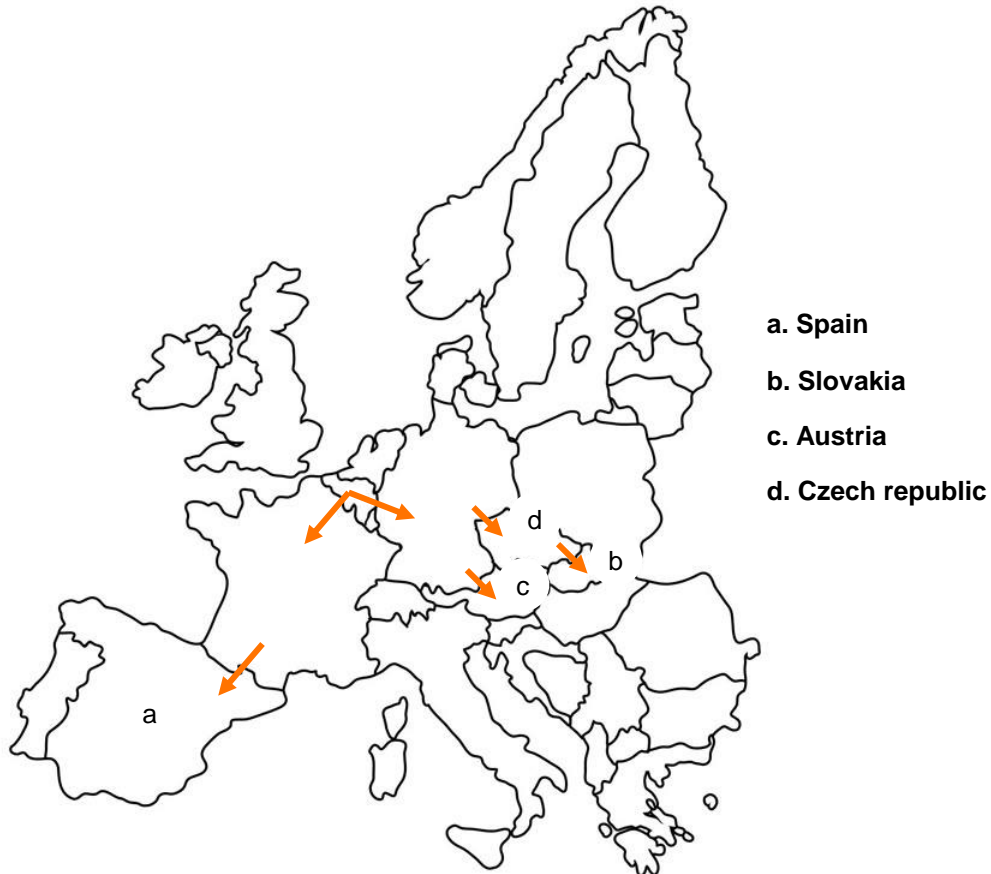 a. Spain
b. Slovakia
c. Austria
d. Czech republic
d
b
c
a